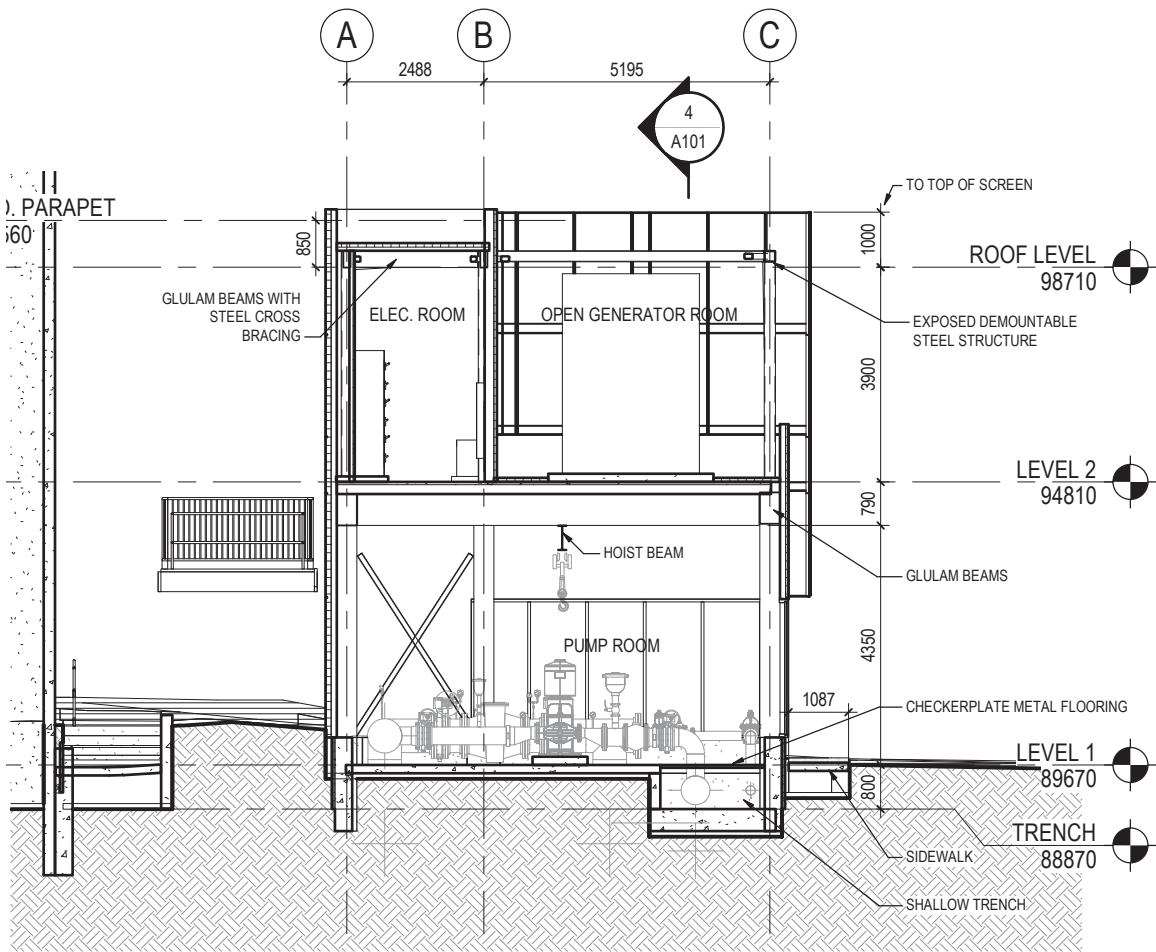 A
B
C
2488
5195
4
A101
TO TOP OF SCREEN
PARAPET
850
1000
ROOF LEVEL
98710
GLULAM BEAMS WITH
STEEL CROSS
BRACING
ELEC. ROOM
OPEN GENERATOR ROOM
EXPOSED DEMOUNTABLE
STEEL STRUCTURE
3900
LEVEL 2
94810
790
HOIST BEAM
GLULAM BEAMS
PUMP ROOM
4350
1087
CHECKERPLATE METAL FLOORING
LEVEL 1
89670
800
TRENCH
88870
SIDEWALK
SHALLOW TRENCH